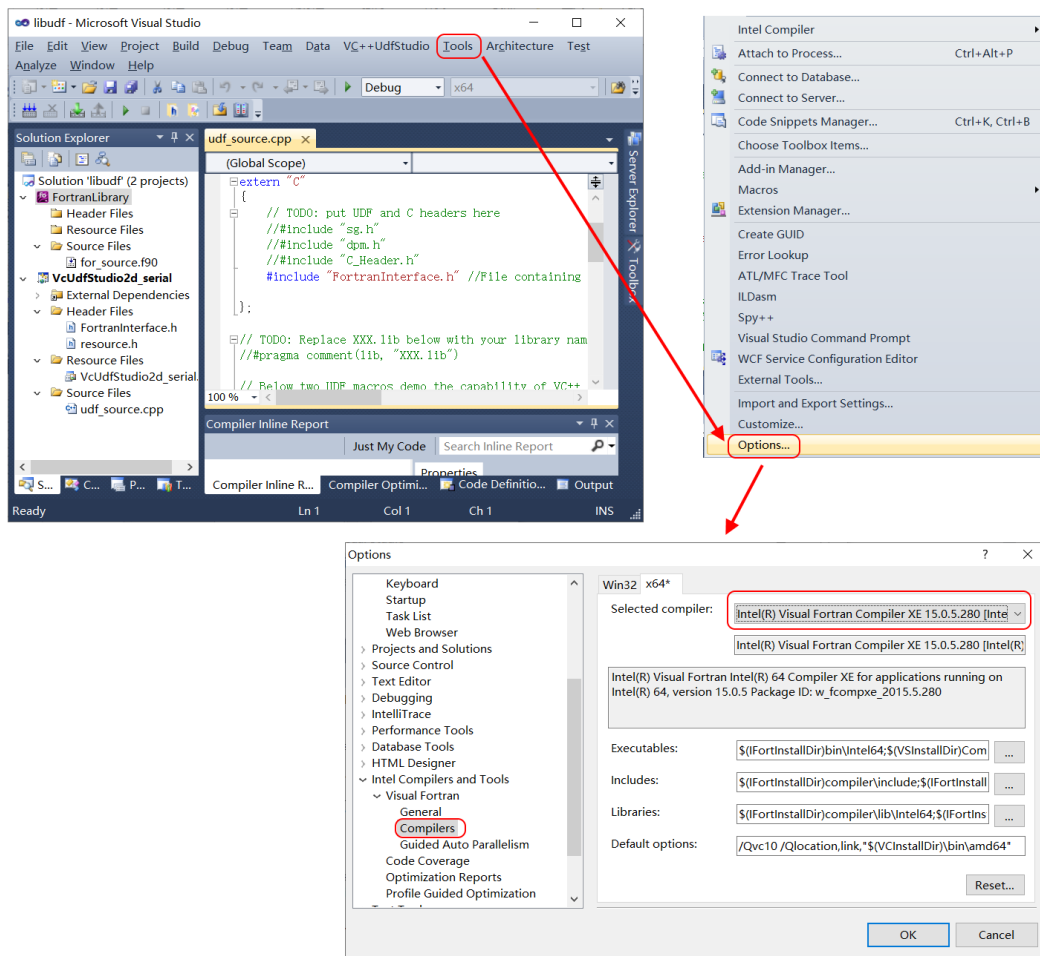 libudf - Microsoft Visual Studio
File Edit View Project Build Debug Team Data VC++UdfStudio Tools Architecture Test
Analyze Window Help
Debug x64
Solution Explorer
Solution 'libudf' (2 projects)
FortranLibrary
Header Files
Resource Files
Source Files
for_source.f90
VcUdfStudio2d_serial
External Dependencies
Header Files
FortranInterface.h
resource.h
Resource Files
VcUdfStudio2d_serial.
Source Files
udf_source.cpp
S... C... P... T...
udf_source.cpp
(Global Scope)
extern "C"
{
// TODO: put UDF and C headers here
//#include "sg.h"
//#include "dpm.h"
//#include "C_Header.h"
#include "FortranInterface.h" //File containing
};
// TODO: Replace XXX.lib below with your library nam
//#pragma comment(lib, "XXX.lib")
// Below two UDF macros demo the capability of VC++
100 %
Compiler Inline Report
Just My Code Search Inline Report
Properties
Compiler Inline R... Compiler Optimi... Code Definitio... Output
Server Explorer
Toolbox
Ready Ln 1 Col 1 Ch 1 INS
Intel Compiler
Attach to Process... Ctrl+Alt+P
Connect to Database...
Connect to Server...
Code Snippets Manager... Ctrl+K, Ctrl+B
Choose Toolbox Items...
Add-in Manager...
Macros
Extension Manager...
Create GUID
Error Lookup
ATL/MFC Trace Tool
ILDasm
Spy++
Visual Studio Command Prompt
WCF Service Configuration Editor
External Tools...
Import and Export Settings...
Customize...
Options...
Options ?
Keyboard
Startup
Task List
Web Browser
Projects and Solutions
Source Control
Text Editor
Debugging
IntelliTrace
Performance Tools
Database Tools
HTML Designer
Intel Compilers and Tools
Visual Fortran
General
Compilers
Guided Auto Parallelism
Code Coverage
Optimization Reports
Profile Guided Optimization
Win32 x64*
Selected compiler: Intel(R) Visual Fortran Compiler XE 15.0.5.280 [Inte
Intel(R) Visual Fortran Compiler XE 15.0.5.280 [Intel(R)
Intel(R) Visual Fortran Intel(R) 64 Compiler XE for applications running on
Intel(R) 64, version 15.0.5 Package ID: w_fcompxe_2015.5.280
Executables: $(IFortInstallDir)bin\Intel64;$(VSInstallDir)Com ...
Includes: $(IFortInstallDir)compiler\include;$(IFortInstall ...
Libraries: $(IFortInstallDir)compiler\lib\Intel64;$(IFortIns ...
Default options: /Qvc10 /Qlocation,link,"$(VCInstallDir)\bin\amd64"
Reset...
OK Cancel